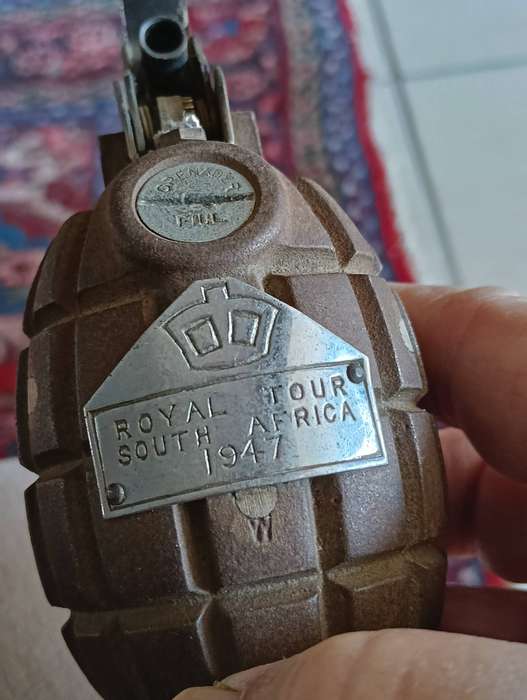 GRENADE
FILL
ROYAL TOUR
SOUTH AFRICA
1947
W